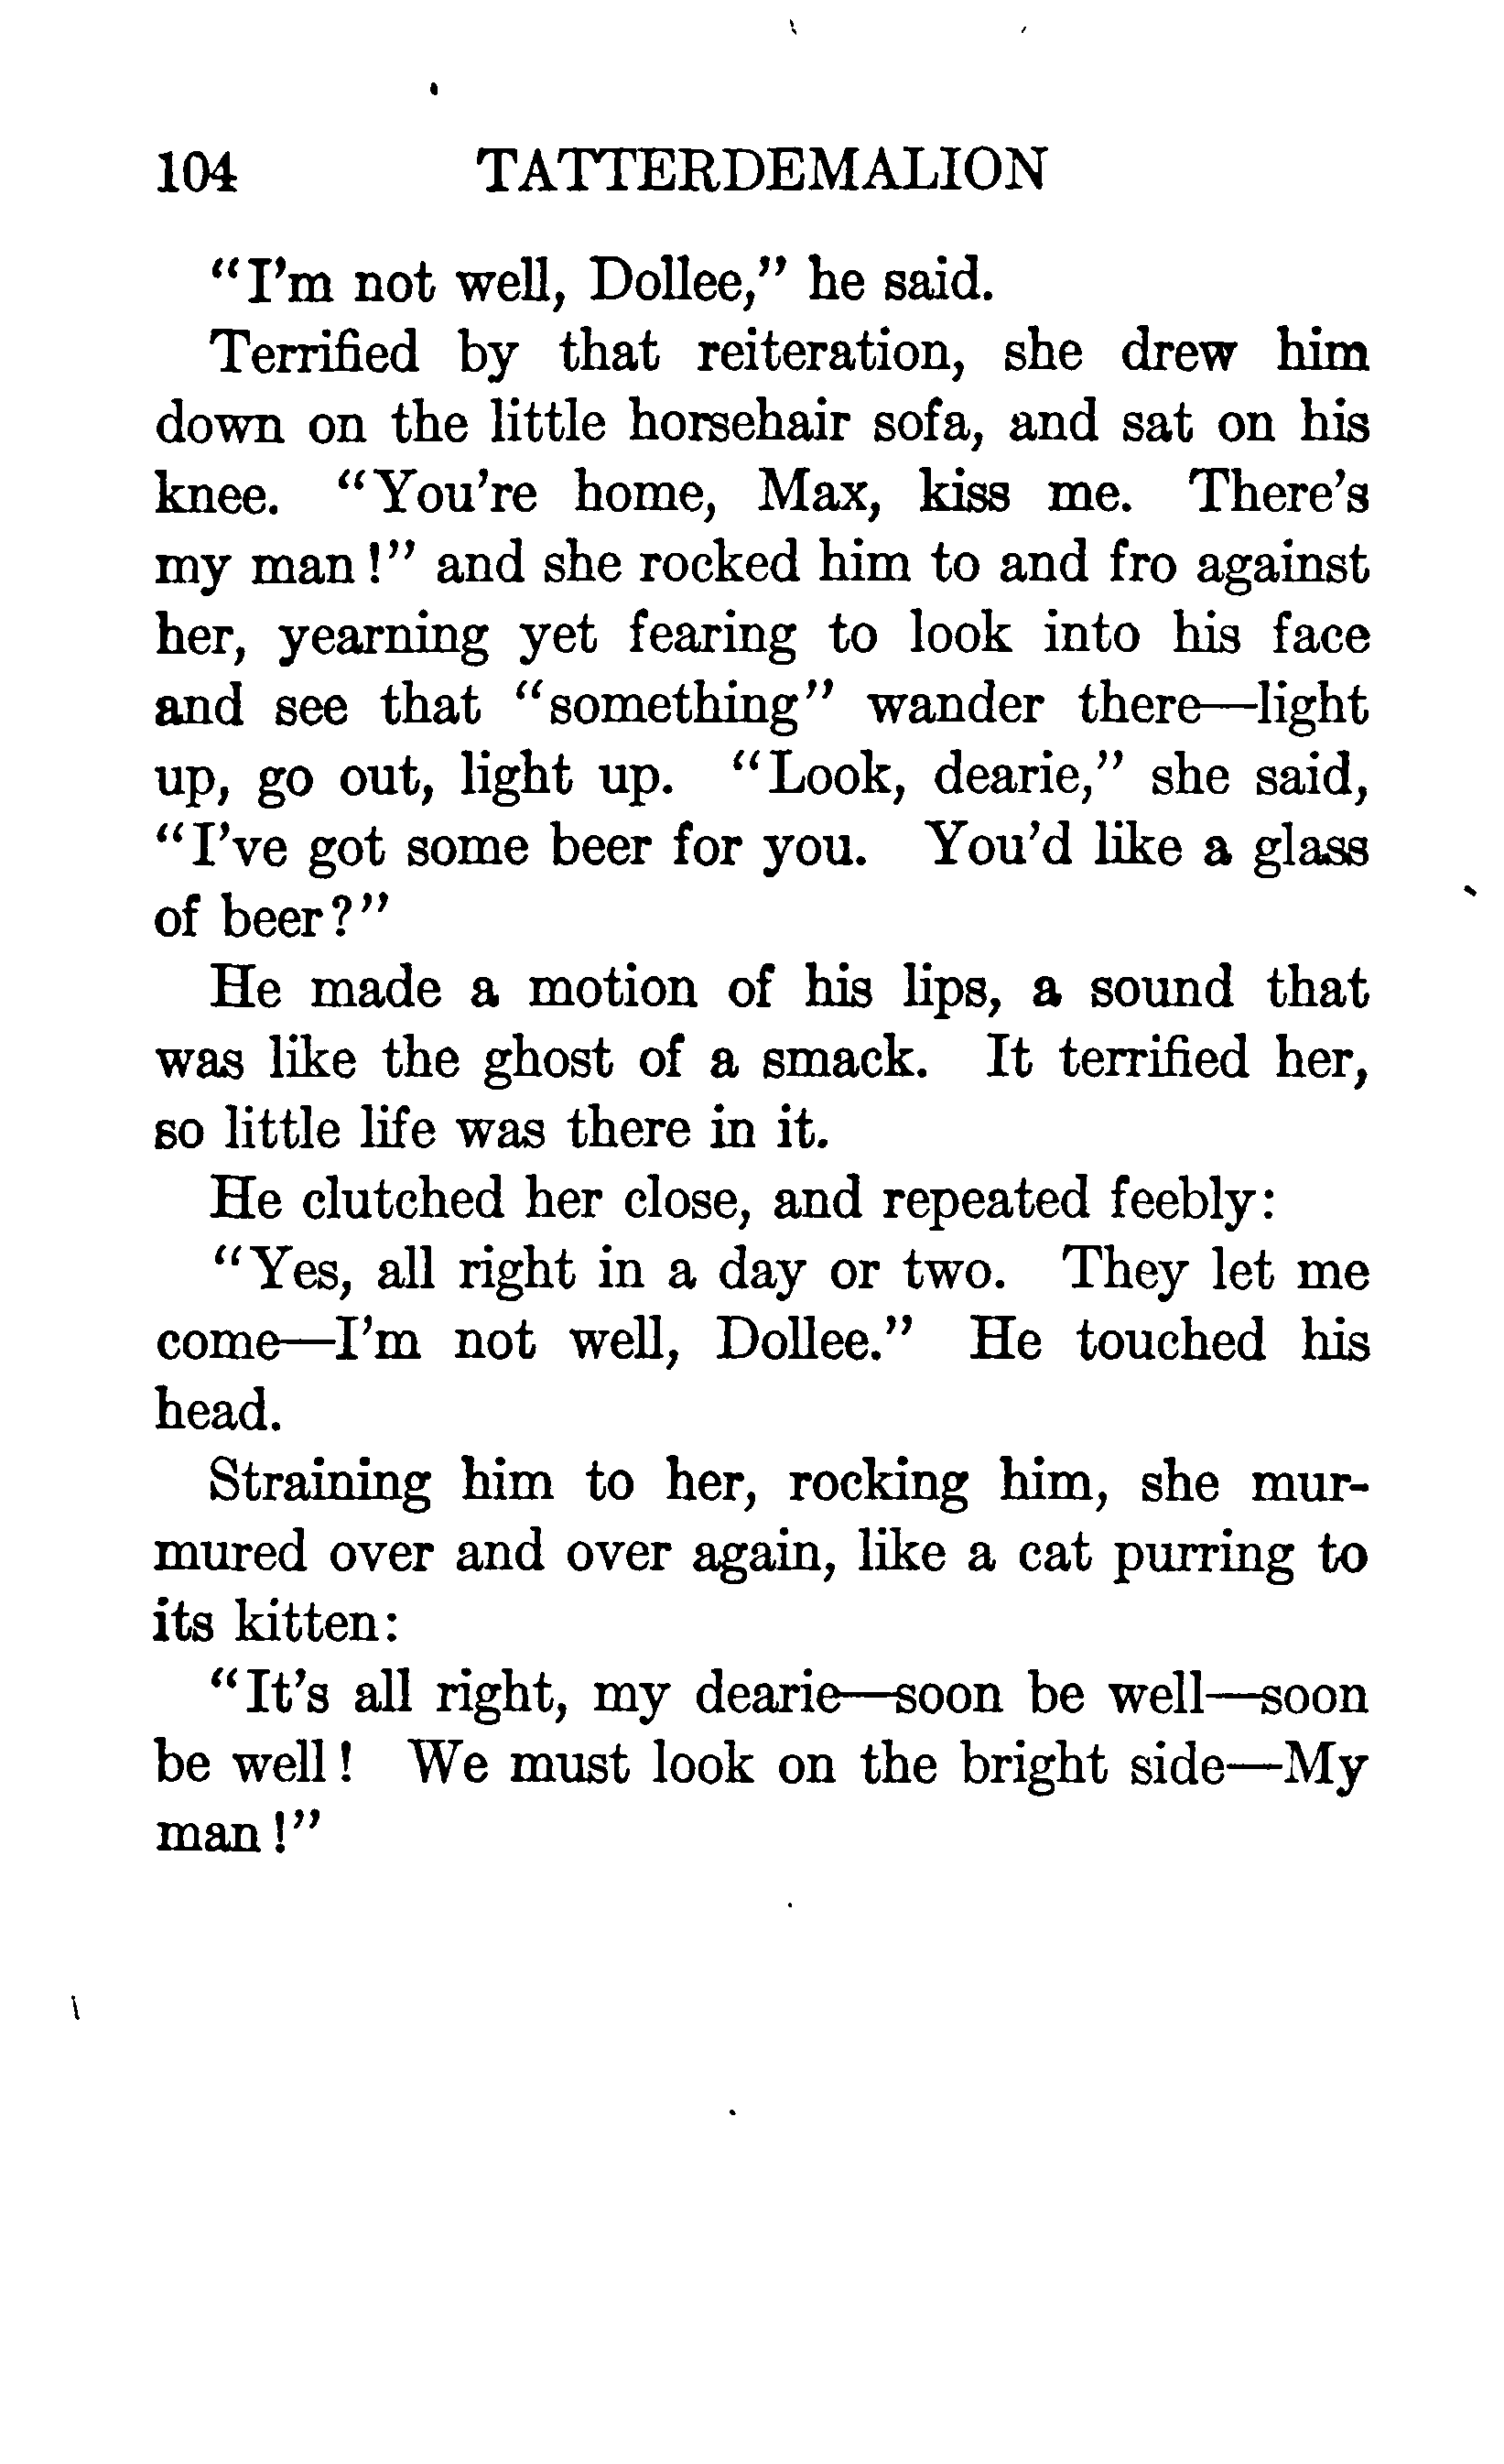 104 TATTERDEMALION
"I'm not well, Dollee," he said.
Terrified by that reiteration, she drew him
down on the little horsehair sofa, and sat on his
knee. "You're home, Max, kiss me. There's
my man!" and she rocked him to and fro against
her, yearning yet fearing to look into his face
and see that "something" wander there—light
up, go out, light up. "Look, dearie," she said,
"I've got some beer for you. You'd like a glass
of beer?"
He made a motion of his lips, a sound that
was like the ghost of a smack. It terrified her,
so little life was there in it.
He clutched her close, and repeated feebly:
"Yes, all right in a day or two. They let me
come—I'm not well, Dollee." He touched his
head.
Straining him to her, rocking him, she mur-
mured over and over again, like a cat purring to
its kitten:
"It's all right, my dearie—soon be well—soon
be well! We must look on the bright side—My
man!"